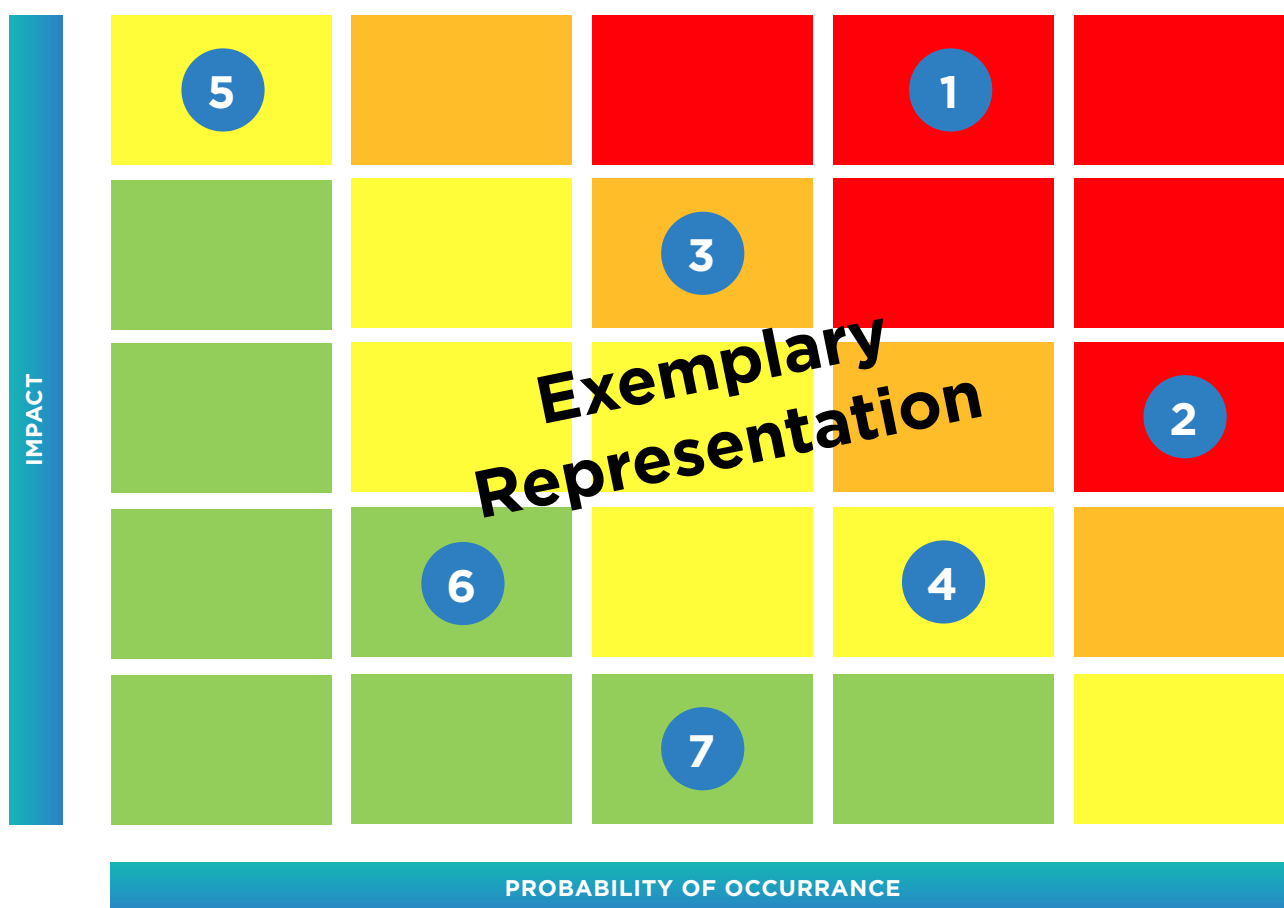 5
1
3
Exemplary
Representation
2
6
4
7
IMPACT
PROBABILITY OF OCCURRANCE